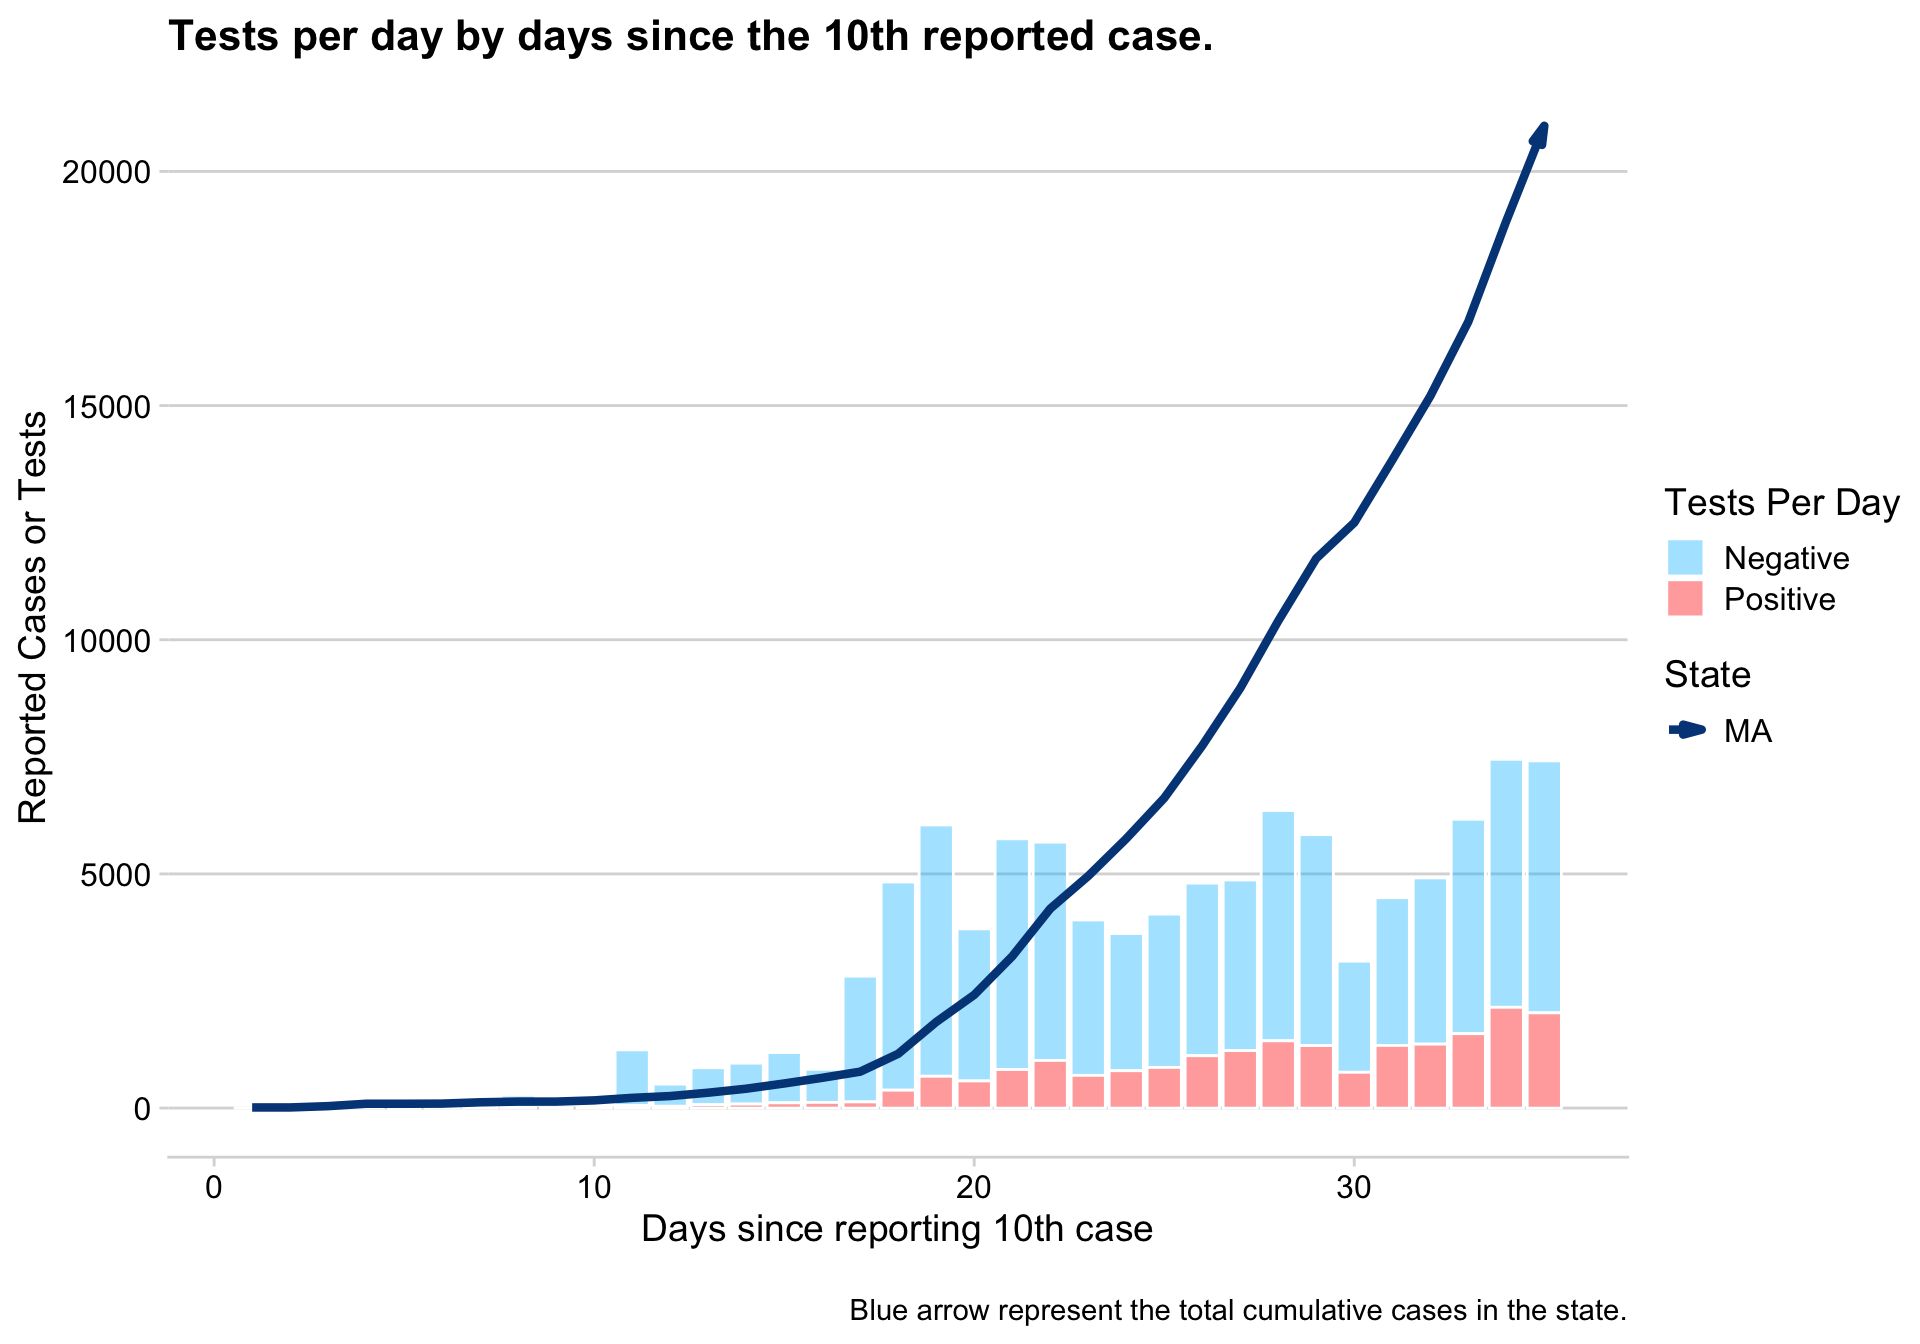 Tests per day by days since the 10th reported case.
20000
15000
10000
5000
0
Reported Cases or Tests
0 10 20 30
Days since reporting 10th case
Tests Per Day
Negative
Positive
State
MA
Blue arrow represent the total cumulative cases in the state.